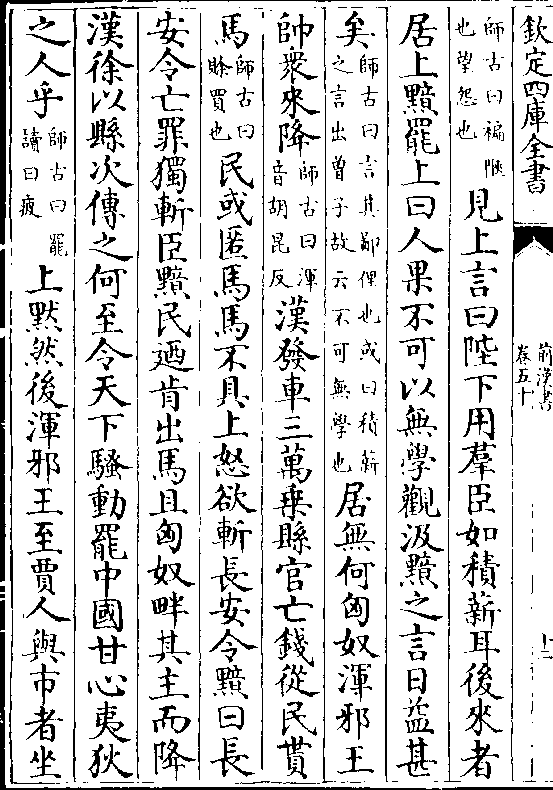 欽定四庫全書
前漢書
卷五十
十二
師古曰褊陿
也望怨也
見上言曰陛下用羣臣如積薪耳後來者
居上黯罷上曰人果不可以無學觀汲黯之言日益甚
矣
師古曰言其鄙俚也或曰積薪
之言出曾子故云不可無學也
居無何匈奴渾邪王
帥衆來降
師古曰渾
音胡昆反
漢發車三萬乗縣官亡錢從民貰
馬
師古曰
賖買也
民或匿馬馬不具上怒欲斬長安令黯曰長
安令亡罪獨斬臣黯民廼肯出馬且匈奴畔其主而降
漢徐以縣次傳之何至令天下騷動罷中國甘心夷狄
之人乎
師古曰罷
讀曰疲
上黙然後渾邪王至賈人與市者坐